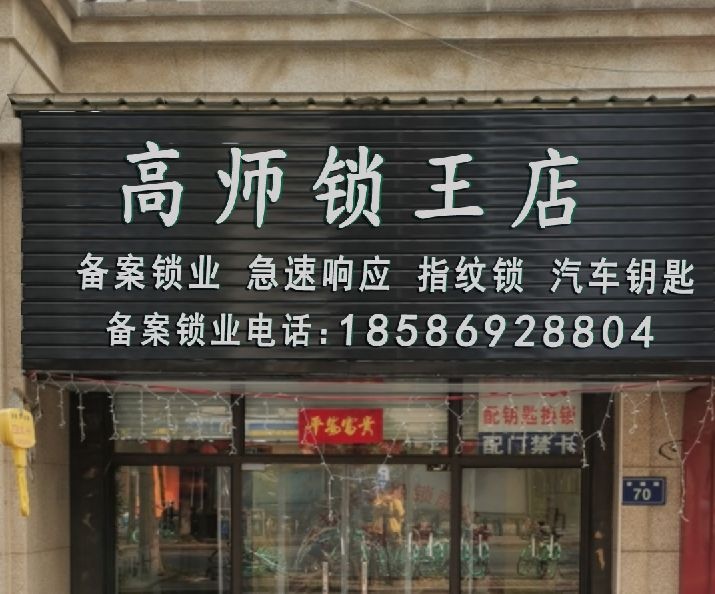 高师锁王店
备案锁业 急速响应 指纹锁 汽车钥匙
备案锁业电话:18586928804
平安富贵
配钥匙换锁
配门禁卡
70